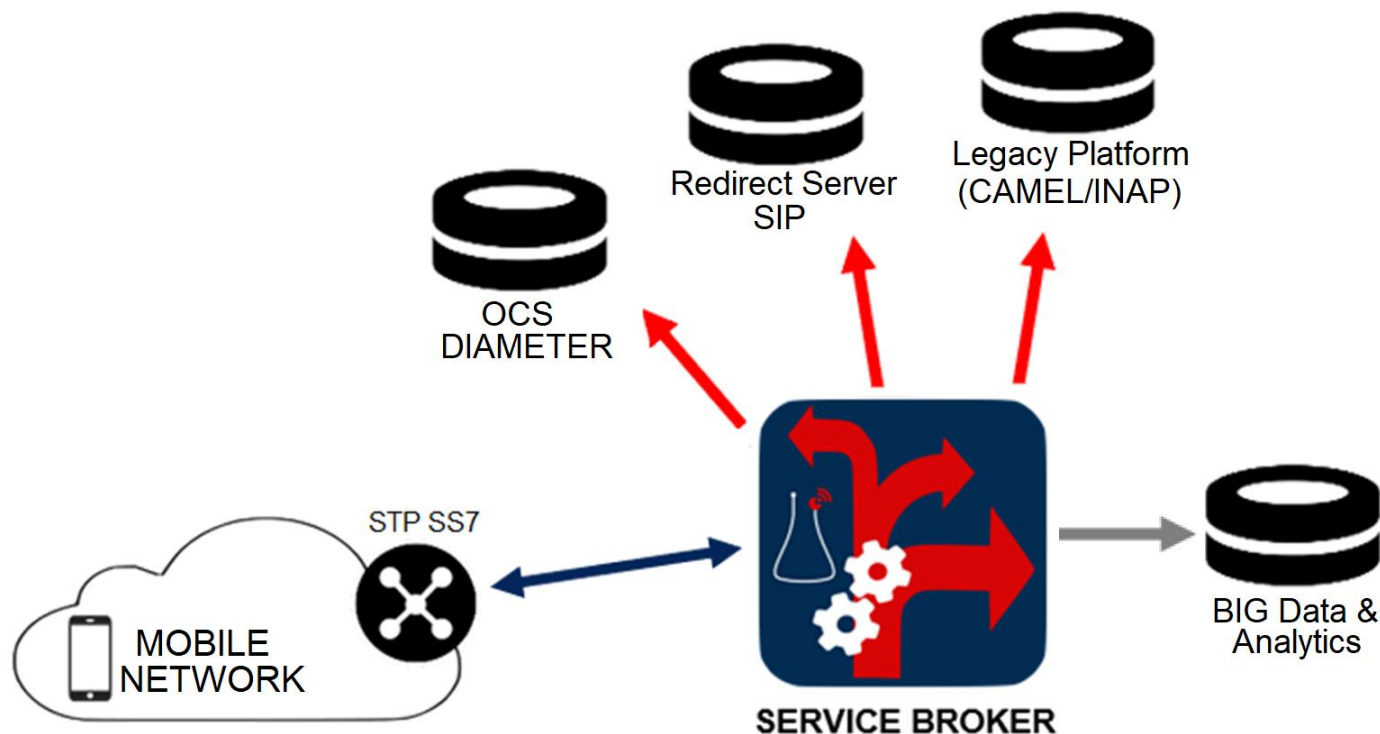 Legacy Platform
(CAMEL/INAP)
Redirect Server
SIP
OCS
DIAMETER
STP SS7
MOBILE
NETWORK
BIG Data &
Analytics
SERVICE BROKER